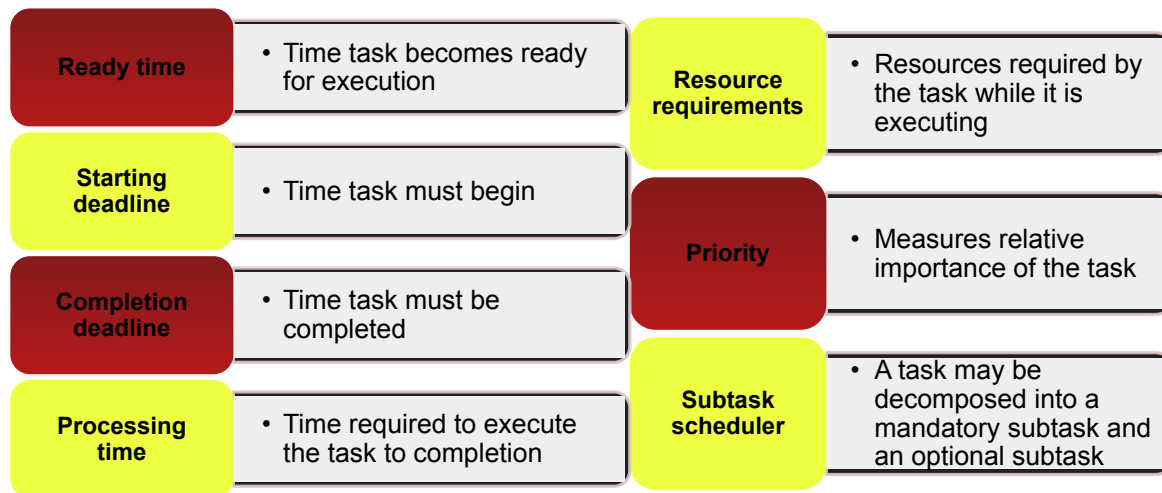 Ready time
• Time task becomes ready
for execution
Starting
deadline
• Time task must begin
Completion
deadline
• Time task must be
completed
Processing
time
• Time required to execute
the task to completion
Resource
requirements
• Resources required by
the task while it is
executing
Priority
• Measures relative
importance of the task
Subtask
scheduler
• A task may be
decomposed into a
mandatory subtask and
an optional subtask